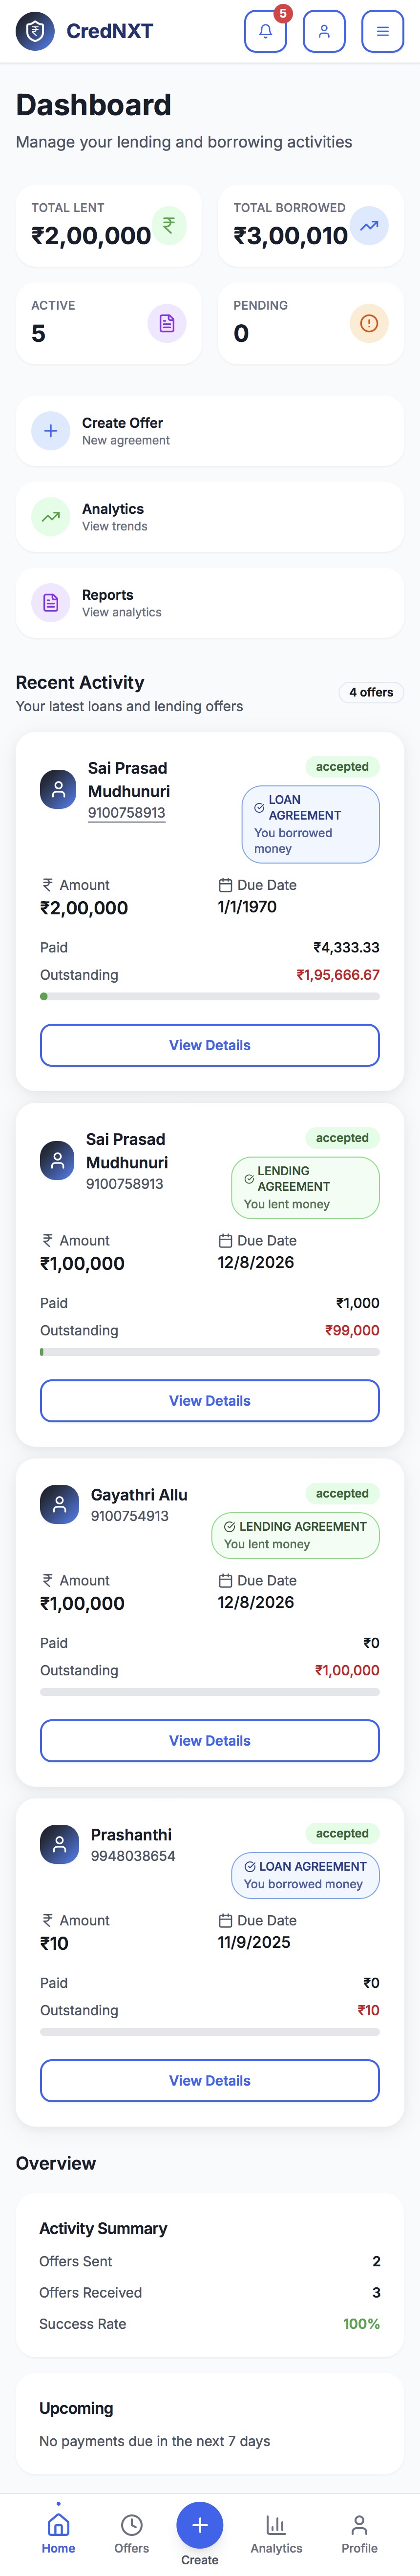 CredNXT
5
Dashboard
Manage your lending and borrowing activities
TOTAL LENT
₹2,00,000
TOTAL BORROWED
₹3,00,010
ACTIVE
5
PENDING
0
Create Offer
New agreement
Analytics
View trends
Reports
View analytics
Recent Activity
Your latest loans and lending offers
4 offers
Sai Prasad
Mudhunuri
9100758913
accepted
LOAN
AGREEMENT
You borrowed
money
₹ Amount
₹2,00,000
Due Date
1/1/1970
Paid ₹4,333.33
Outstanding ₹1,95,666.67
View Details
Sai Prasad
Mudhunuri
9100758913
accepted
LENDING
AGREEMENT
You lent money
₹ Amount
₹1,00,000
Due Date
12/8/2026
Paid ₹1,000
Outstanding ₹99,000
View Details
Gayathri Allu
9100754913
accepted
LENDING AGREEMENT
You lent money
₹ Amount
₹1,00,000
Due Date
12/8/2026
Paid ₹0
Outstanding ₹1,00,000
View Details
Prashanthi
9948038654
accepted
LOAN AGREEMENT
You borrowed money
₹ Amount
₹10
Due Date
11/9/2025
Paid ₹0
Outstanding ₹10
View Details
Overview
Activity Summary
Offers Sent 2
Offers Received 3
Success Rate 100%
Upcoming
No payments due in the next 7 days
Home
Offers
Create
Analytics
Profile